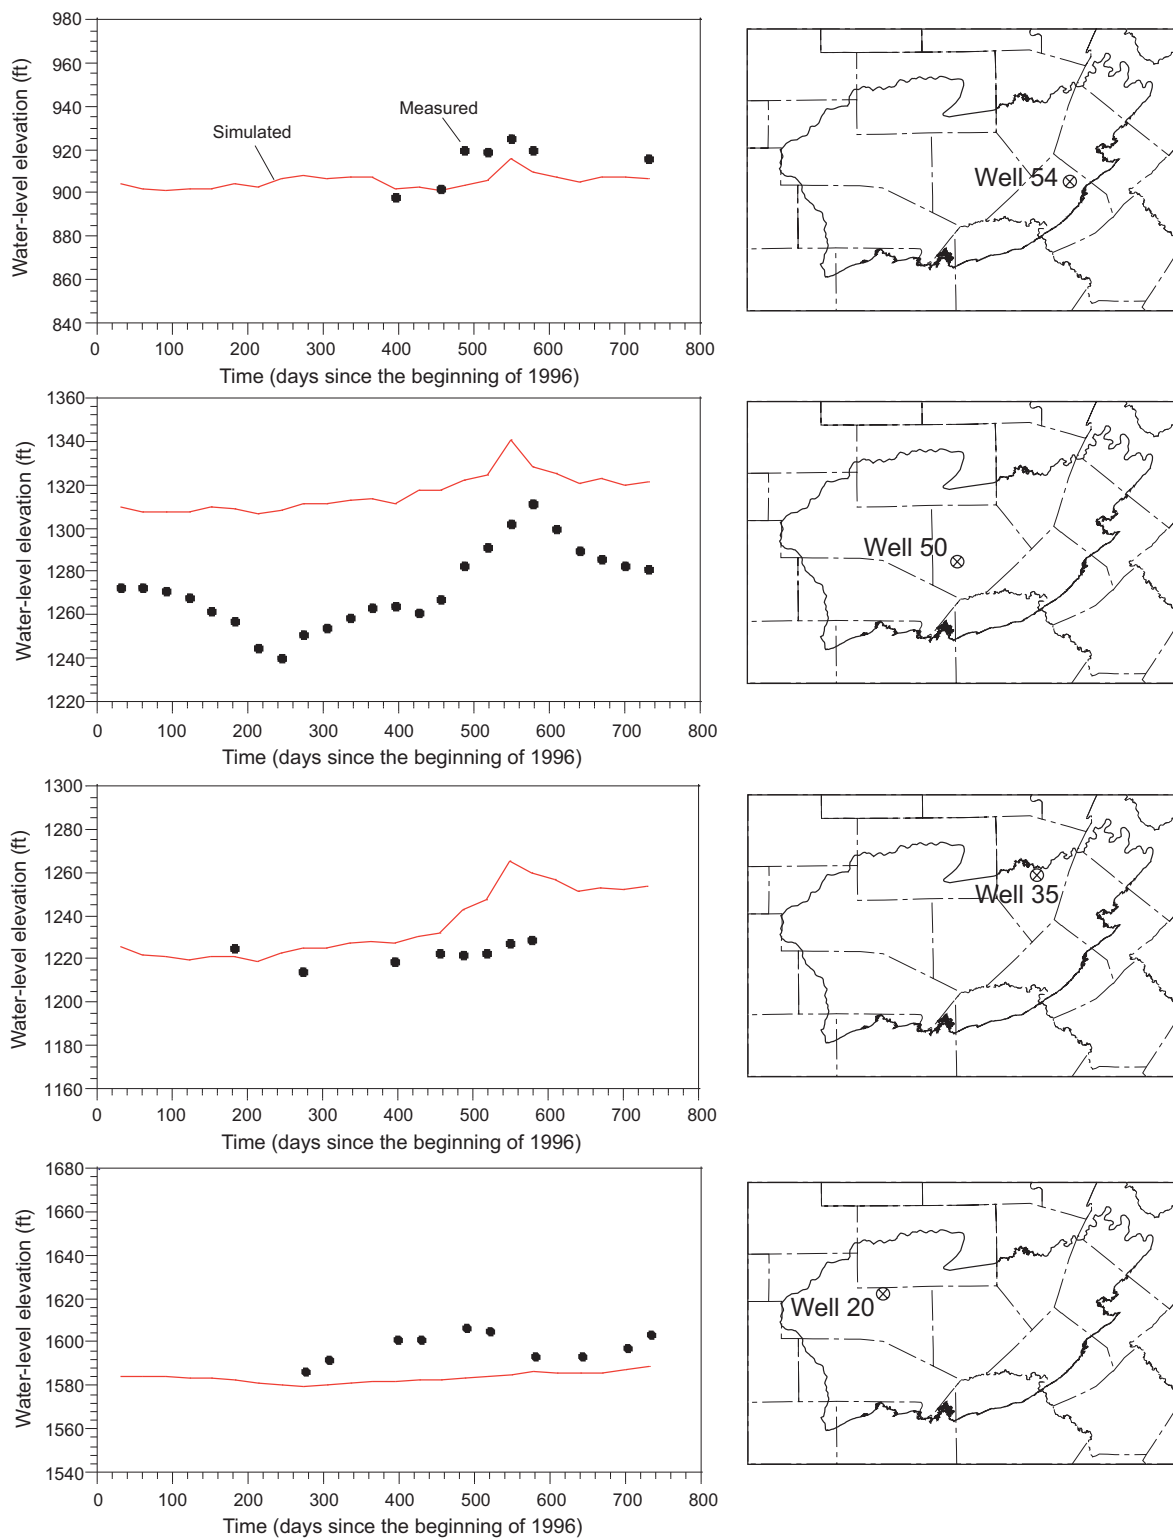 980
960
940
920
900
880
860
840
Water-level elevation (ft)
Simulated
Measured
0 100 200 300 400 500 600 700 800
Time (days since the beginning of 1996)
Well 54
1360
1340
1320
1300
1280
1260
1240
1220
Water-level elevation (ft)
0 100 200 300 400 500 600 700 800
Time (days since the beginning of 1996)
Well 50
1300
1280
1260
1240
1220
1200
1180
1160
Water-level elevation (ft)
0 100 200 300 400 500 600 700 800
Time (days since the beginning of 1996)
Well 35
1680
1660
1640
1620
1600
1580
1560
1540
Water-level elevation (ft)
0 100 200 300 400 500 600 700 800
Time (days since the beginning of 1996)
Well 20